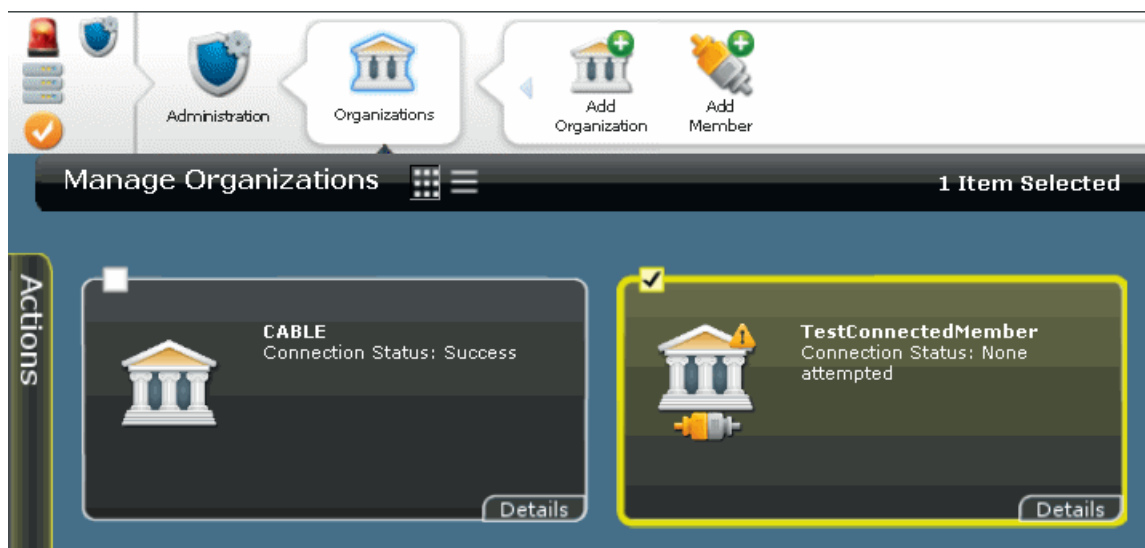 Administration
Organizations
Add
Organization
Add
Member
Manage Organizations
1 Item Selected
Actions
CABLE
Connection Status: Success
Details
TestConnectedMember
Connection Status: None
attempted
Details